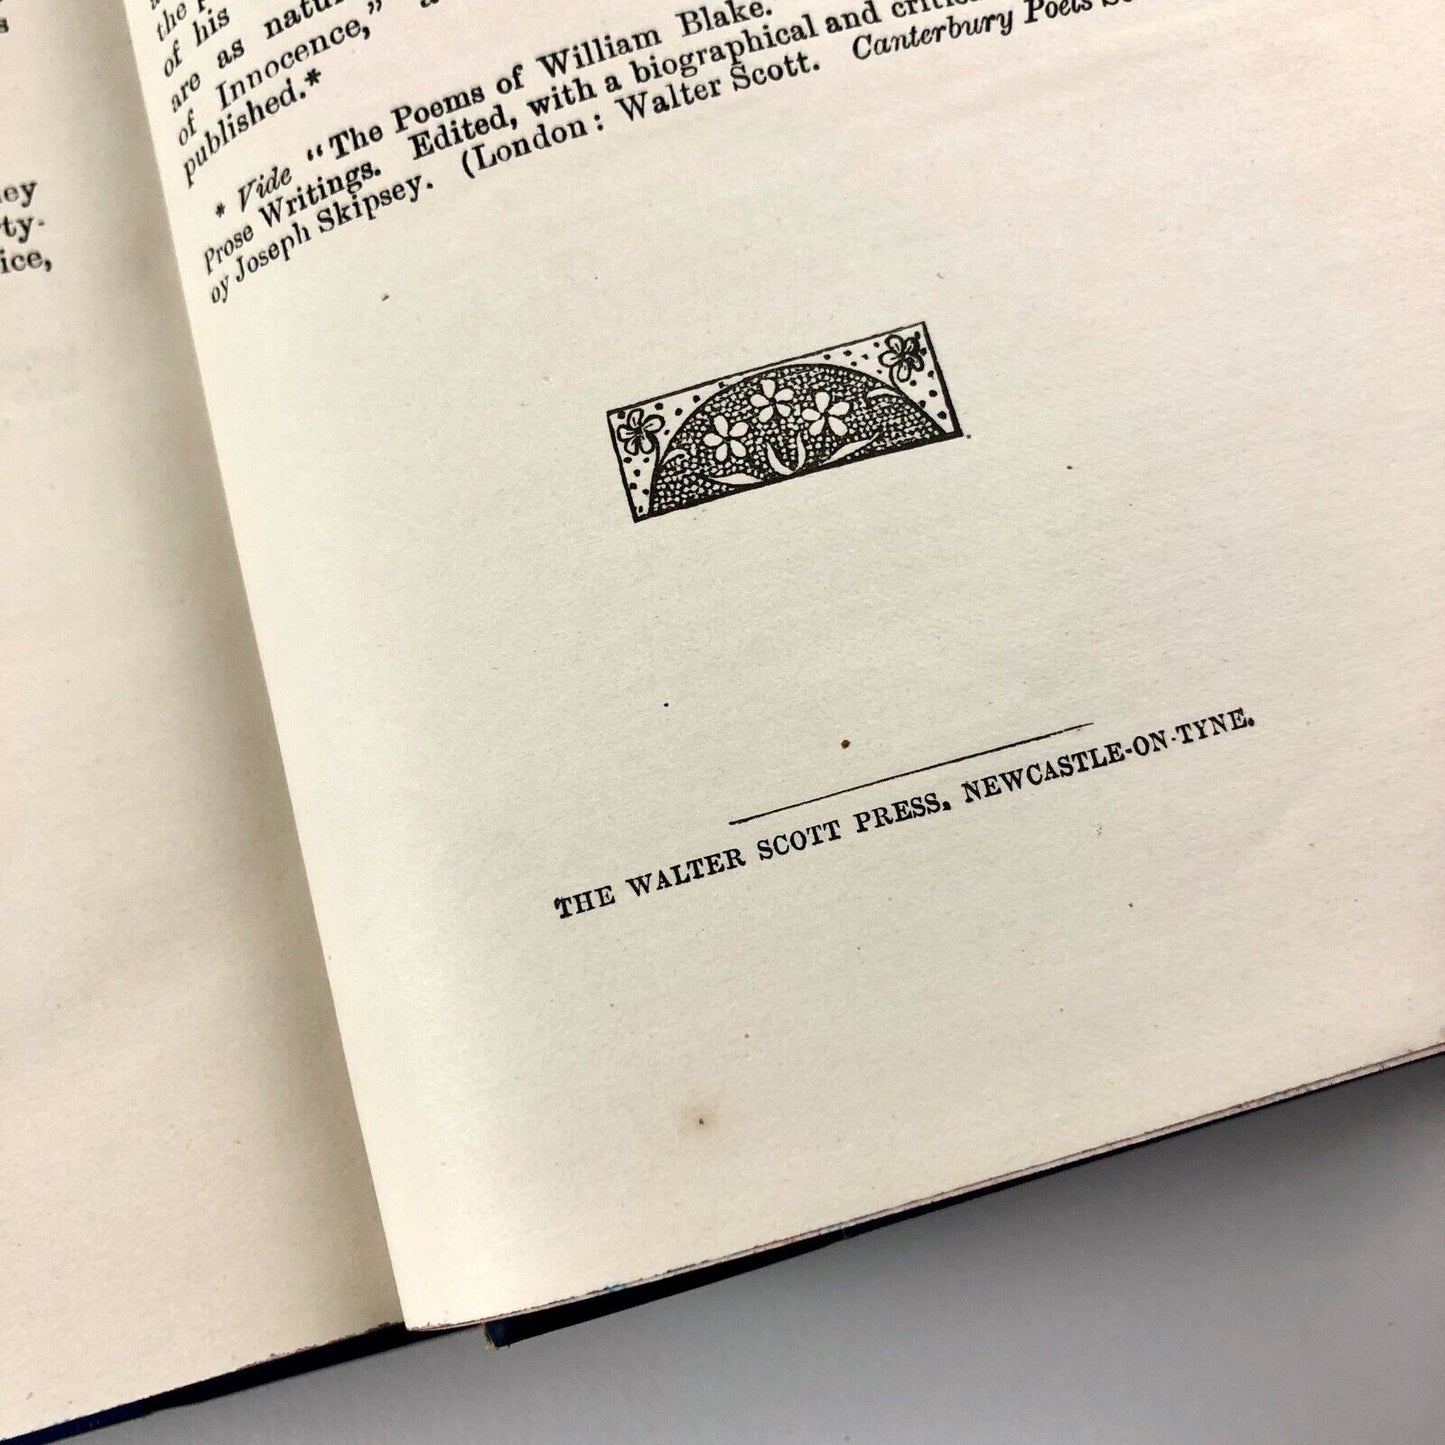 ey
ty-
ice,
the
of his
are as
of Innocence,"
published.*
* Vide "The Poems of William Blake.
Prose Writings. Edited, with a biographical and
by Joseph Skipsey. (London: Walter Scott. Canterbury Poets
THE WALTER SCOTT PRESS, NEWCASTLE-ON-TYNE.